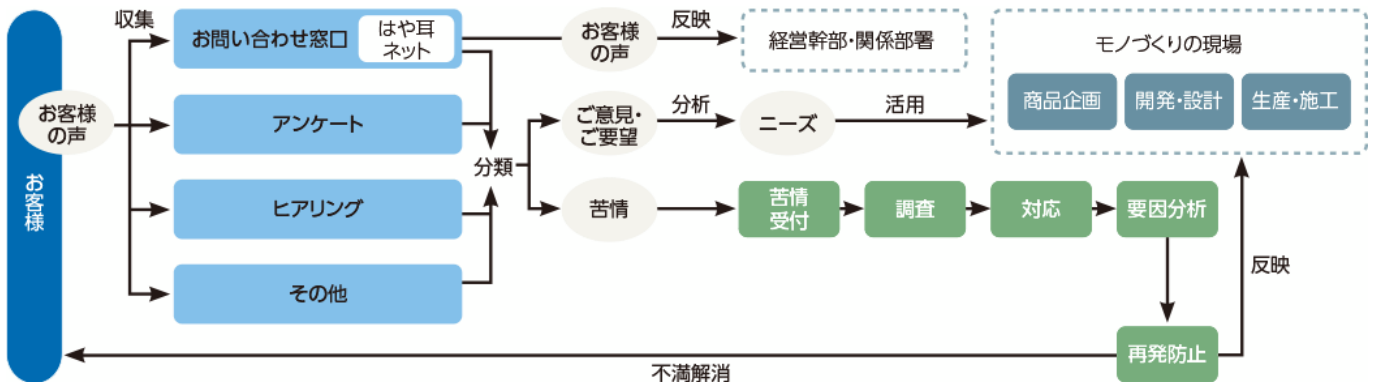 お客様
お客様
の声
収集
お問い合わせ窓口
はや耳
ネット
アンケート
ヒアリング
その他
分類
お客様
の声
反映
経営幹部・関係部署
ご意見・
ご要望
分析
ニーズ
活用
モノづくりの現場
商品企画
開発・設計
生産・施工
苦情
苦情
受付
調査
対応
要因分析
再発防止
反映
不満解消